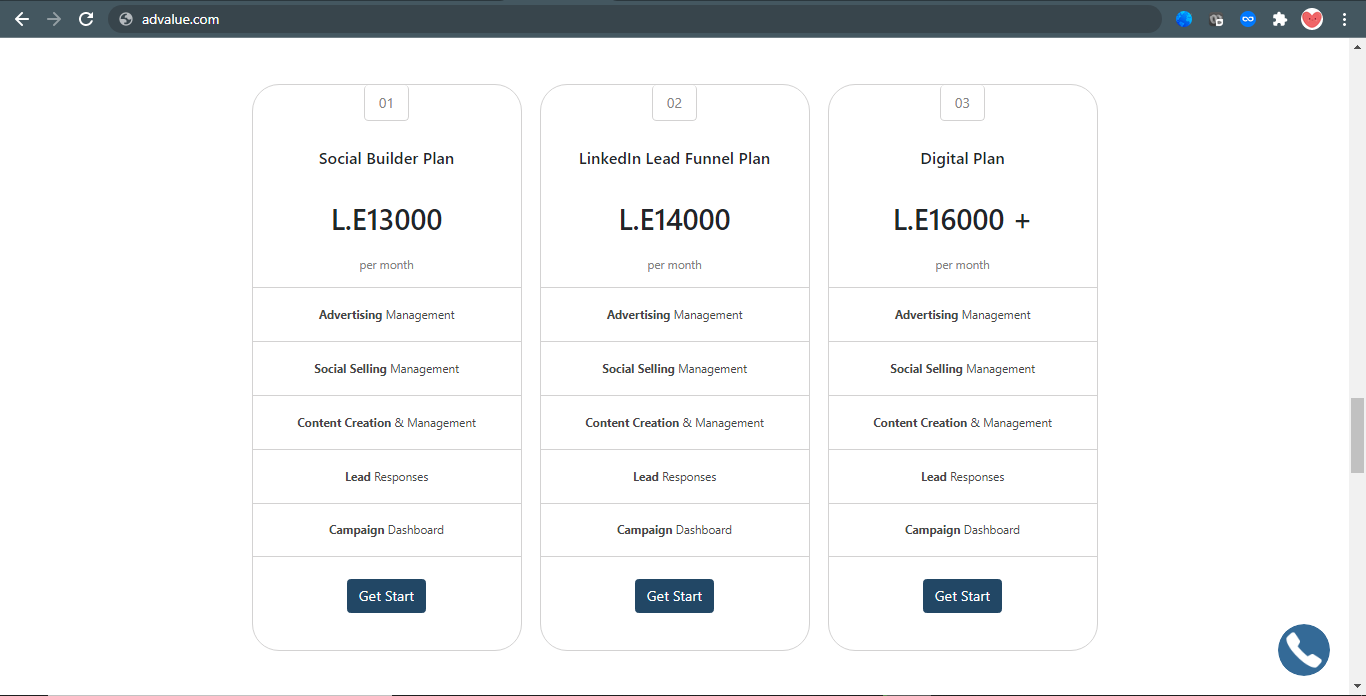 advalue.com
01
Social Builder Plan
L.E13000
per month
Advertising Management
Social Selling Management
Content Creation & Management
Lead Responses
Campaign Dashboard
Get Start
02
LinkedIn Lead Funnel Plan
L.E14000
per month
Advertising Management
Social Selling Management
Content Creation & Management
Lead Responses
Campaign Dashboard
Get Start
03
Digital Plan
L.E16000 +
per month
Advertising Management
Social Selling Management
Content Creation & Management
Lead Responses
Campaign Dashboard
Get Start